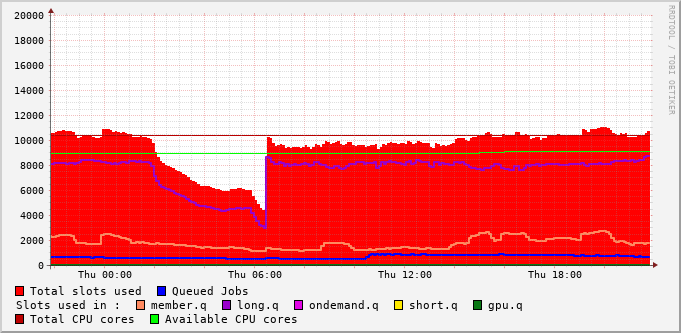 20000
18000
16000
14000
12000
10000
8000
6000
4000
2000
0
Thu 00:00 Thu 06:00 Thu 12:00 Thu 18:00
RRDTOOL / TOBI OETIKER
Total slots used Queued Jobs
Slots used in : member.q long.q ondemand.q short.q gpu.q
Total CPU cores Available CPU cores